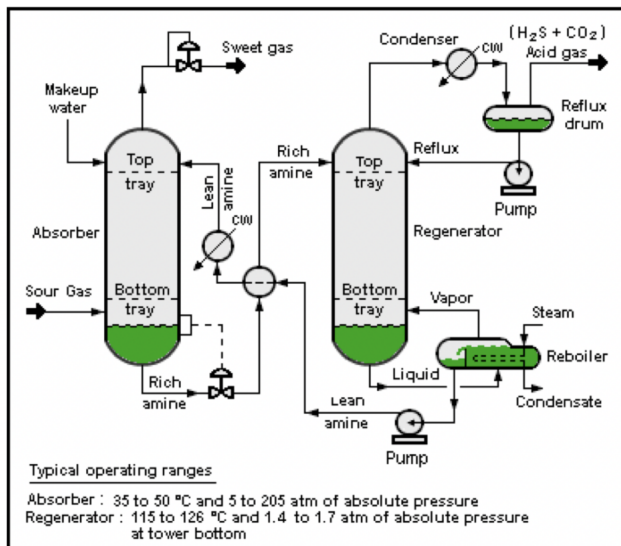 (H2S + CO2)
Acid gas
Sweet gas
Condenser
CW
Makeup
water
Reflux
drum
Rich
amine
Reflux
Top
tray
Lean
amine
Top
tray
Pump
CW
Absorber
Regenerator
Sour Gas
Bottom
tray
Bottom
tray
Vapor
Steam
Reboiler
Rich
amine
Liquid
Condensate
Lean
amine
Pump
Typical operating ranges
Absorber : 35 to 50 °C and 5 to 205 atm of absolute pressure
Regenerator : 115 to 126 °C and 1.4 to 1.7 atm of absolute pressure
at tower bottom